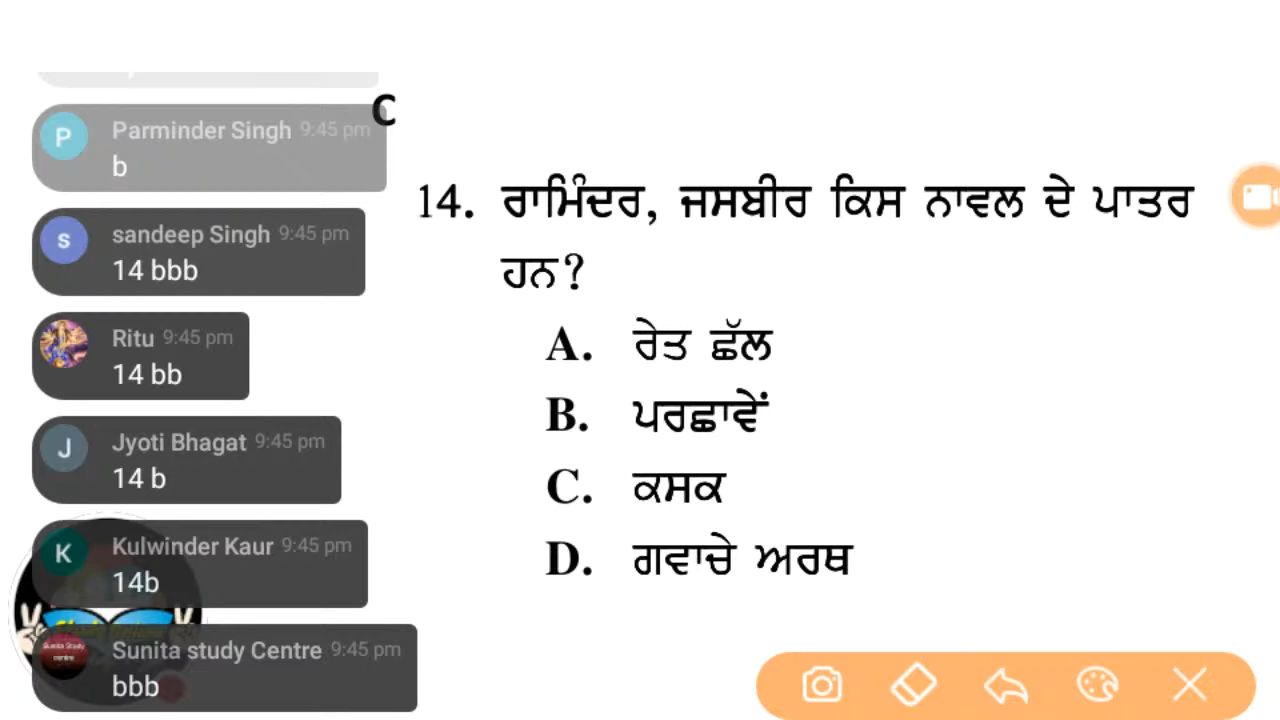 C
Parminder Singh 9:45 pm
b
sandeep Singh 9:45 pm
14 bbb
Ritu 9:45 pm
14 bb
Jyoti Bhagat 9:45 pm
14 b
Kulwinder Kaur 9:45 pm
14b
Sunita study Centre 9:45 pm
bbb
14. ਰਾਮਿੰਦਰ, ਜਸਬੀਰ ਕਿਸ ਨਾਵਲ ਦੇ ਪਾਤਰ
ਹਨ?
A. ਰੇਤ ਛੱਲ
B. ਪਰਛਾਵੇਂ
C. ਕਸਕ
D. ਗਵਾਚੇ ਅਰਥ